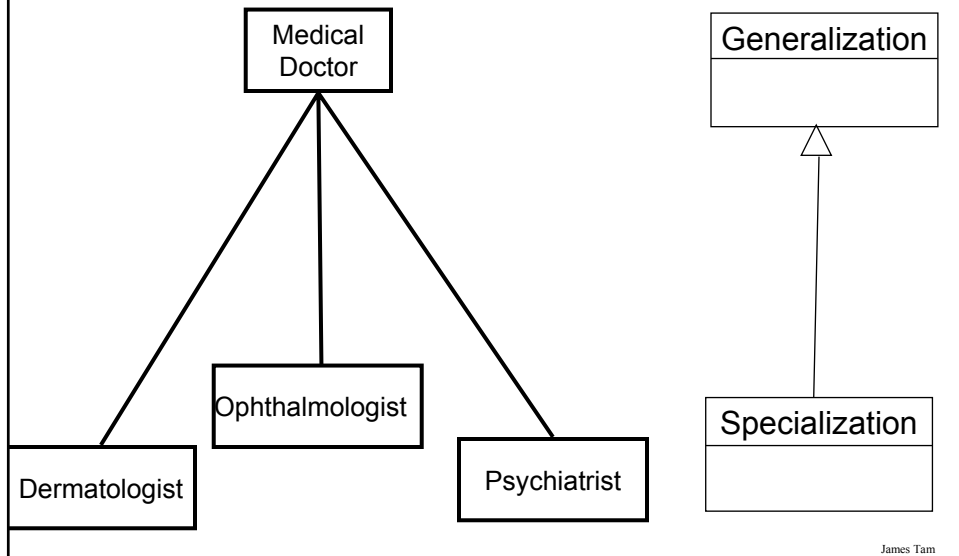 Medical
Doctor
Generalization
Ophthalmologist
Dermatologist
Psychiatrist
Specialization
James Tam